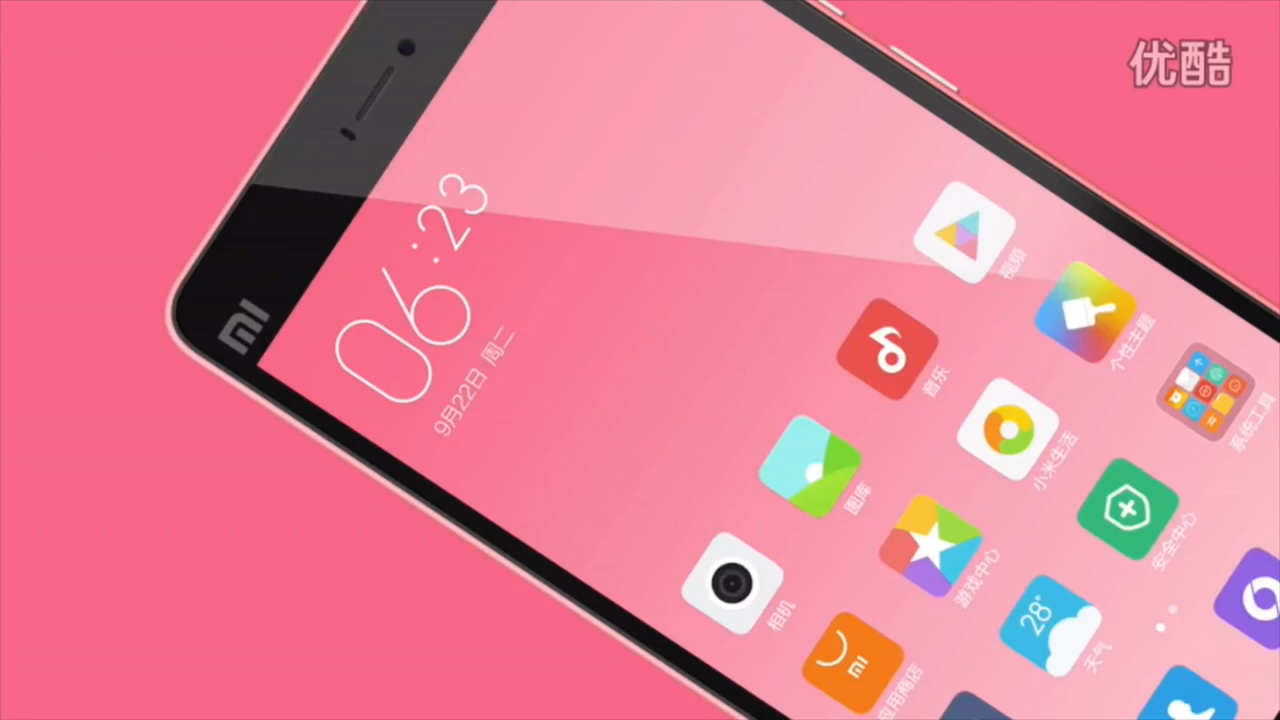 优酷
MI
06:23
9月22日 周二
视频
个性主题
系统工具
音乐
小米生活
安全中心
图库
游戏中心
28°
天气
相机
MI
应用商店